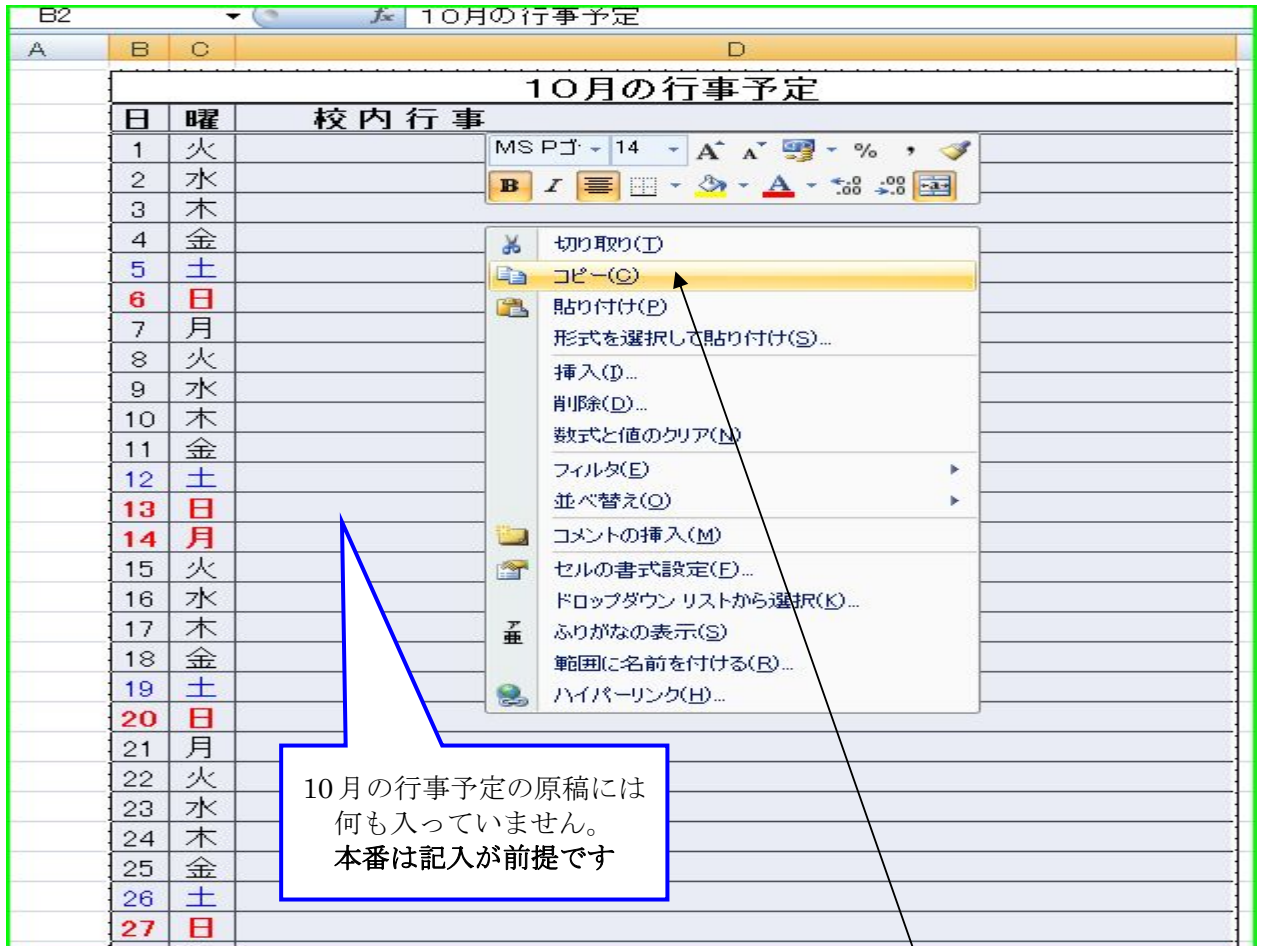 B2 fx 10月の行事予定
A B C D
10月の行事予定
日 曜 校内行事
1 火
2 水
3 木
4 金
5 土
6 日
7 月
8 火
9 水
10 木
11 金
12 土
13 日
14 月
15 火
16 水
17 木
18 金
19 土
20 日
21 月
22 火
23 水
24 木
25 金
26 土
27 日
MS Pゴ 14 A A % ,
B I A .00 .00 a
切り取り(T)
コピー(C)
貼り付け(P)
形式を選択して貼り付け(S)...
挿入(I)...
削除(D)...
数式と値のクリア(N)
フィルタ(E)
並べ替え(O)
コメントの挿入(M)
セルの書式設定(F)...
ドロップダウン リストから選択(K)...
ふりがなの表示(S)
範囲に名前を付ける(R)...
ハイパーリンク(H)...
10月の行事予定の原稿には
何も入っていません。
本番は記入が前提です